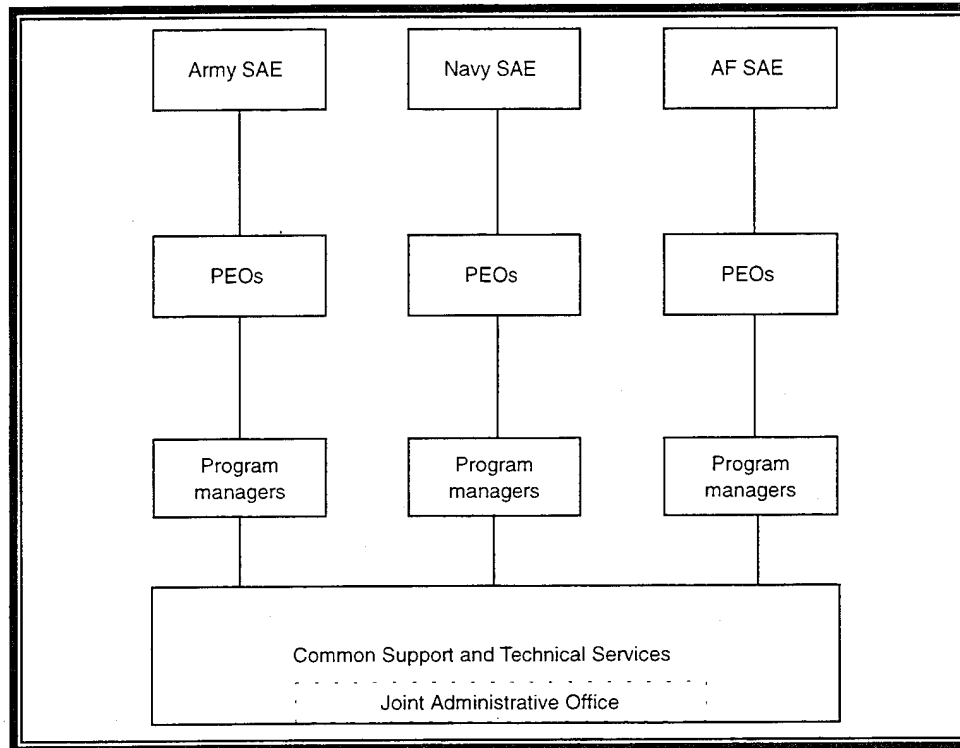 Army SAE
Navy SAE
AF SAE
PEOs
PEOs
PEOs
Program
managers
Program
managers
Program
managers
Common Support and Technical Services
Joint Administrative Office